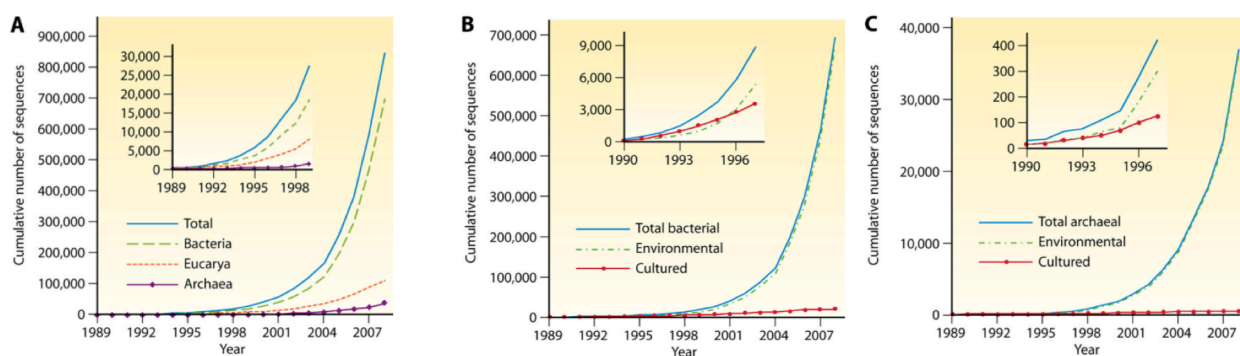 A
Cumulative number of sequences
900,000
800,000
700,000
600,000
500,000
400,000
300,000
200,000
100,000
0
1989 1992 1995 1998 2001 2004 2007
Year
30,000
25,000
20,000
15,000
10,000
5,000
0
1989 1992 1995 1998
Total
Bacteria
Eucarya
Archaea
B
Cumulative number of sequences
700,000
600,000
500,000
400,000
300,000
200,000
100,000
0
1989 1992 1995 1998 2001 2004 2007
Year
9,000
6,000
3,000
0
1990 1993 1996
Total bacterial
Environmental
Cultured
C
Cumulative number of sequences
40,000
30,000
20,000
10,000
0
1989 1992 1995 1998 2001 2004 2007
Year
400
300
200
100
0
1990 1993 1996
Total archaeal
Environmental
Cultured